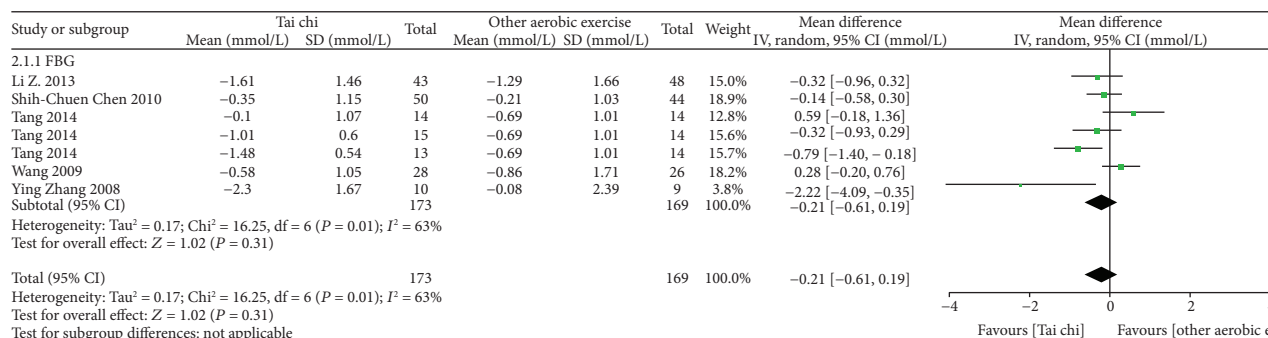 Study or subgroup Tai chi Total Other aerobic exercise Total Weight Mean difference Mean difference
Mean (mmol/L) SD (mmol/L) Mean (mmol/L) SD (mmol/L) IV, random, 95% CI (mmol/L) IV, random, 95% CI (mmol/L)
2.1.1 FBG
Li Z. 2013 −1.61 1.46 43 −1.29 1.66 48 15.0% −0.32 [−0.96, 0.32]
Shih-Chuen Chen 2010 −0.35 1.15 50 −0.21 1.03 44 18.9% −0.14 [−0.58, 0.30]
Tang 2014 −0.1 1.07 14 −0.69 1.01 14 12.8% 0.59 [−0.18, 1.36]
Tang 2014 −1.01 0.6 15 −0.69 1.01 14 15.6% −0.32 [−0.93, 0.29]
Tang 2014 −1.48 0.54 13 −0.69 1.01 14 15.7% −0.79 [−1.40, − 0.18]
Wang 2009 −0.58 1.05 28 −0.86 1.71 26 18.2% 0.28 [−0.20, 0.76]
Ying Zhang 2008 −2.3 1.67 10 −0.08 2.39 9 3.8% −2.22 [−4.09, −0.35]
Subtotal (95% CI) 173 169 100.0% −0.21 [−0.61, 0.19]
Heterogeneity: Tau² = 0.17; Chi² = 16.25, df = 6 (P = 0.01); I² = 63%
Test for overall effect: Z = 1.02 (P = 0.31)
Total (95% CI) 173 169 100.0% −0.21 [−0.61, 0.19]
Heterogeneity: Tau² = 0.17; Chi² = 16.25, df = 6 (P = 0.01); I² = 63%
−4 −2 0 2
Test for overall effect: Z = 1.02 (P = 0.31)
Test for subgroup differences: not applicable
Favours [Tai chi] Favours [other aerobic e